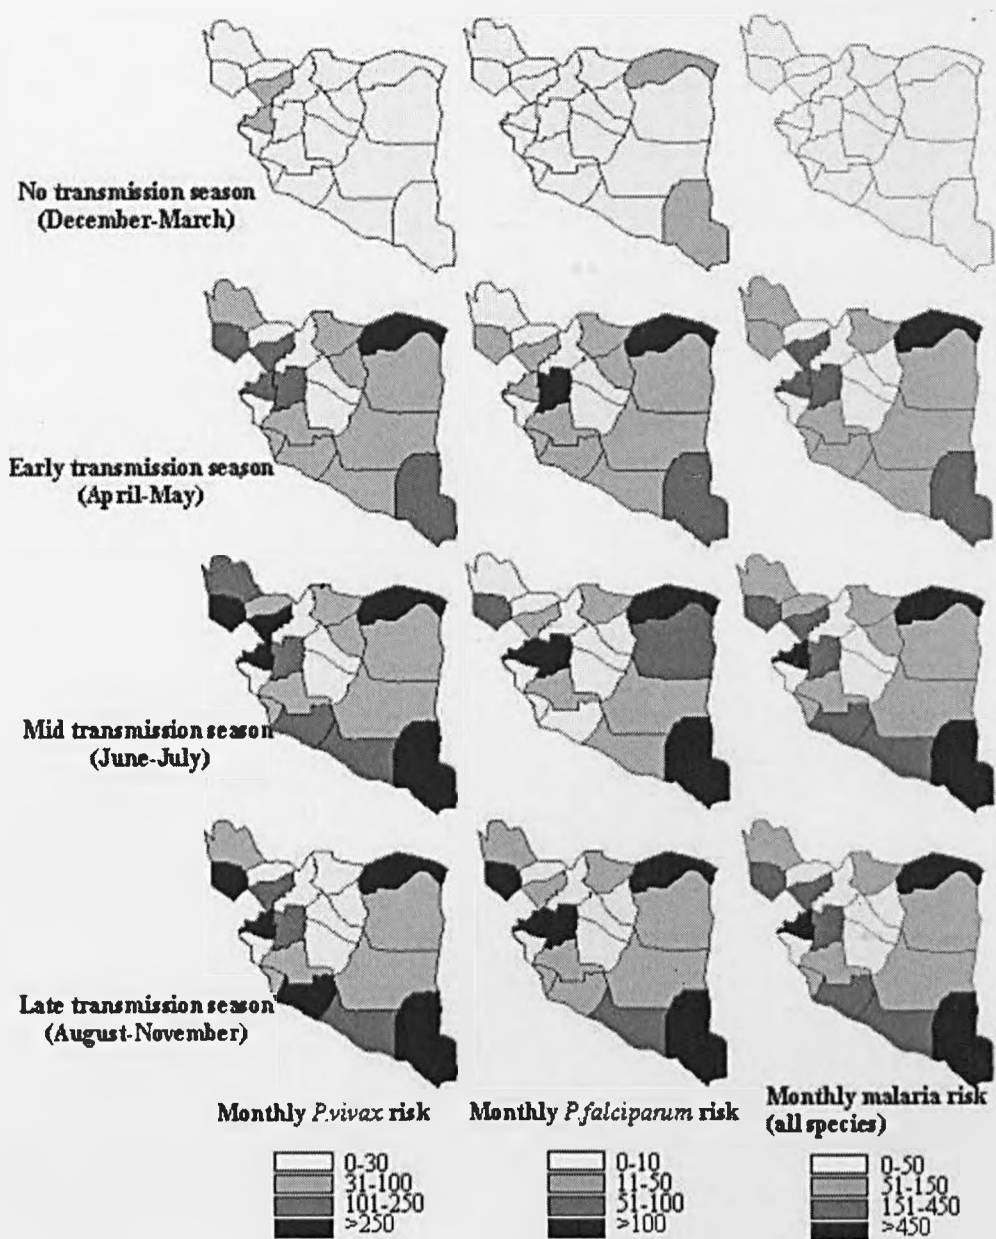 No transmission season
(December-March)
Early transmission season
(April-May)
Mid transmission season
(June-July)
Late transmission season
(August-November)
Monthly P.vivax risk
0-30
31-100
101-250
>250
Monthly P.falciparum risk
0-10
11-50
51-100
>100
Monthly malaria risk
(all species)
0-50
51-150
151-450
>450